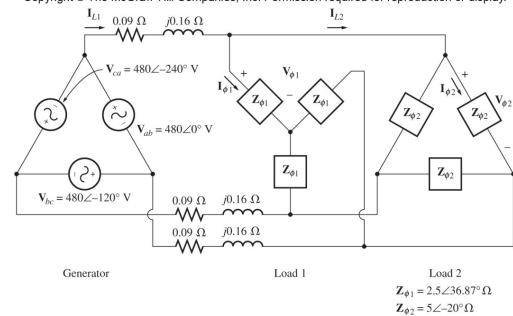 Copyright © The McGraw-Hill Companies, Inc. Permission required for reproduction or display.
I_L1 0.09 Ω j0.16 Ω I_L2
V_ca = 480∠–240° V
+ V_ϕ1 –
I_ϕ1 Z_ϕ1 Z_ϕ1
+ I_ϕ2 V_ϕ2 –
Z_ϕ2 Z_ϕ2
V_ab = 480∠0° V
Z_ϕ1 Z_ϕ2
V_bc = 480∠–120° V
0.09 Ω j0.16 Ω
0.09 Ω j0.16 Ω
Generator Load 1 Load 2
Z_ϕ1 = 2.5∠36.87° Ω
Z_ϕ2 = 5∠–20° Ω